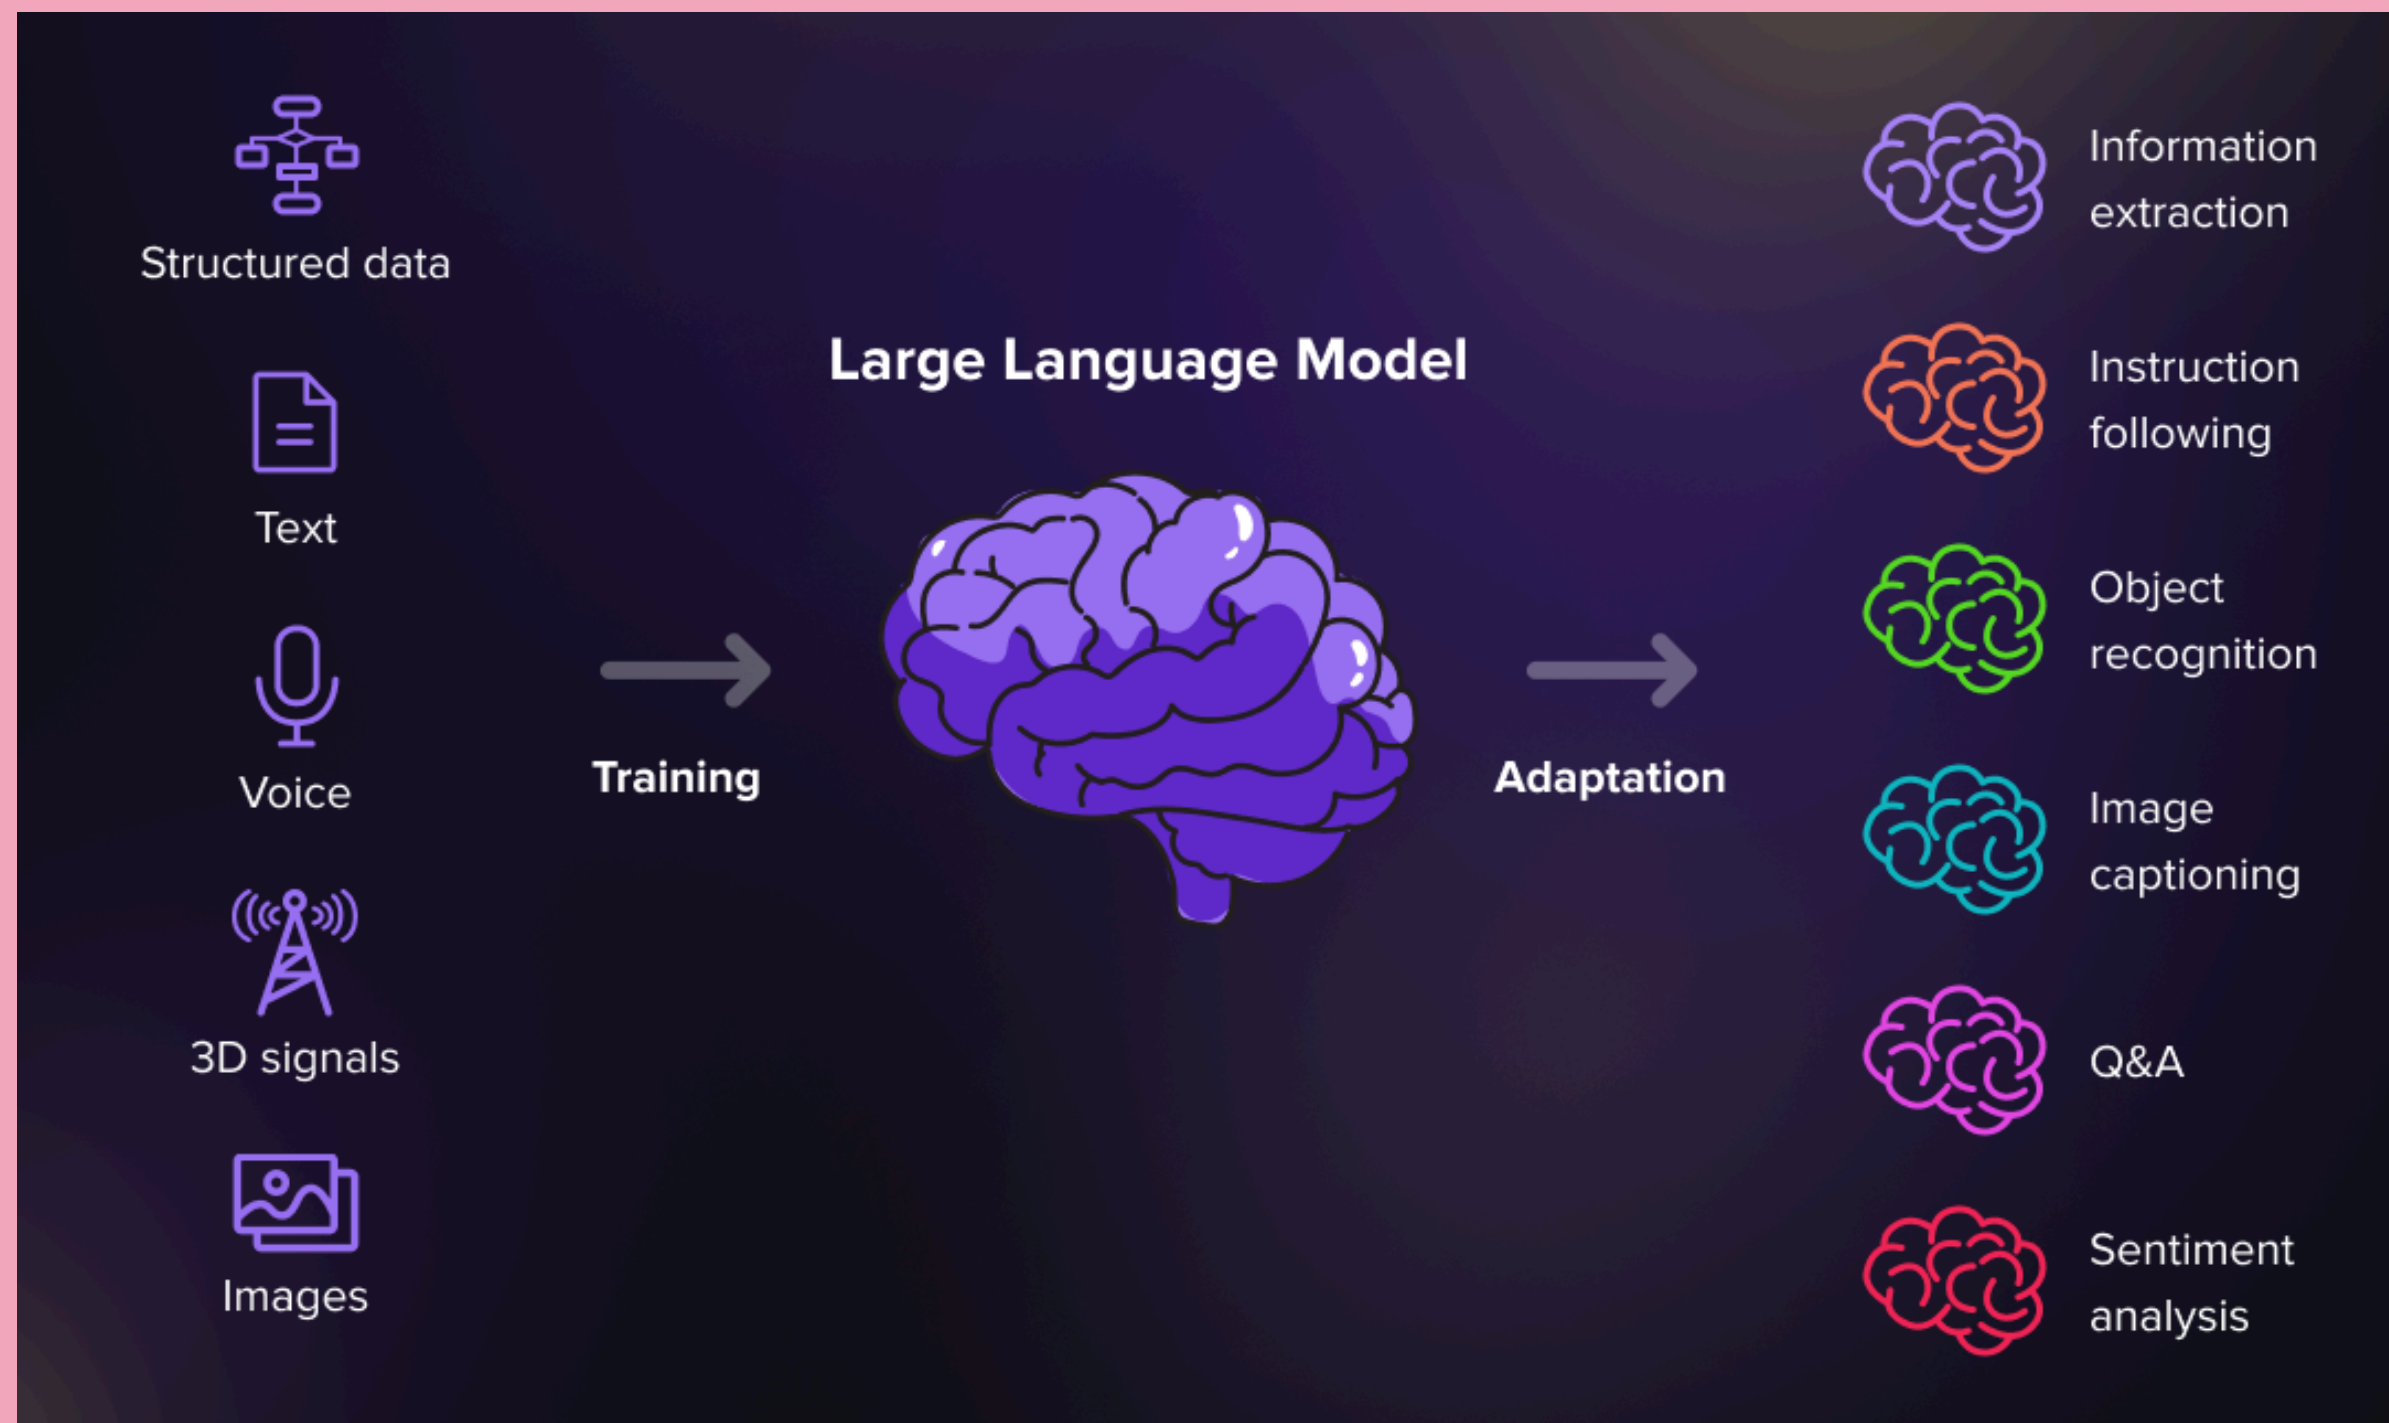 Structured data
Text
Voice
3D signals
Images
Training
Large Language Model
Adaptation
Information
extraction
Instruction
following
Object
recognition
Image
captioning
Q&A
Sentiment
analysis